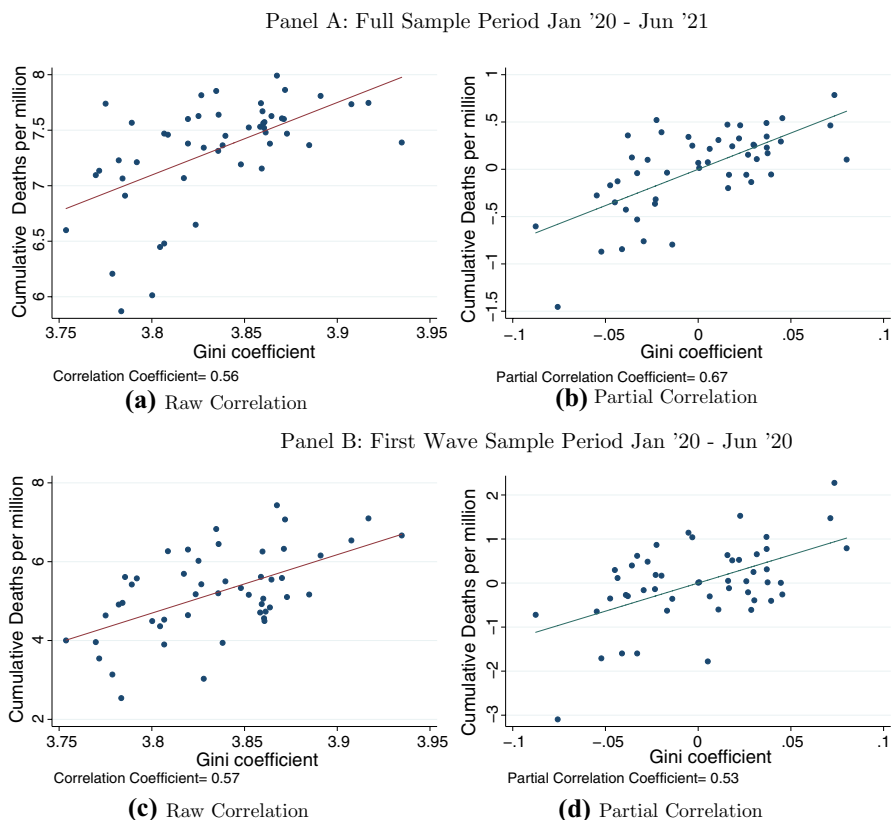 Panel A: Full Sample Period Jan '20 - Jun '21
Cumulative Deaths per million
8
7.5
7
6.5
6
3.75
3.8
3.85
3.9
3.95
Gini coefficient
Correlation Coefficient= 0.56
(a) Raw Correlation
Cumulative Deaths per million
1
.5
0
-.5
-1
-1.5
-.1
-.05
0
.05
.1
Gini coefficient
Partial Correlation Coefficient= 0.67
(b) Partial Correlation
Panel B: First Wave Sample Period Jan '20 - Jun '20
Cumulative Deaths per million
8
6
4
2
3.75
3.8
3.85
3.9
3.95
Gini coefficient
Correlation Coefficient= 0.57
(c) Raw Correlation
Cumulative Deaths per million
2
1
0
-1
-2
-3
-.1
-.05
0
.05
.1
Gini coefficient
Partial Correlation Coefficient= 0.53
(d) Partial Correlation